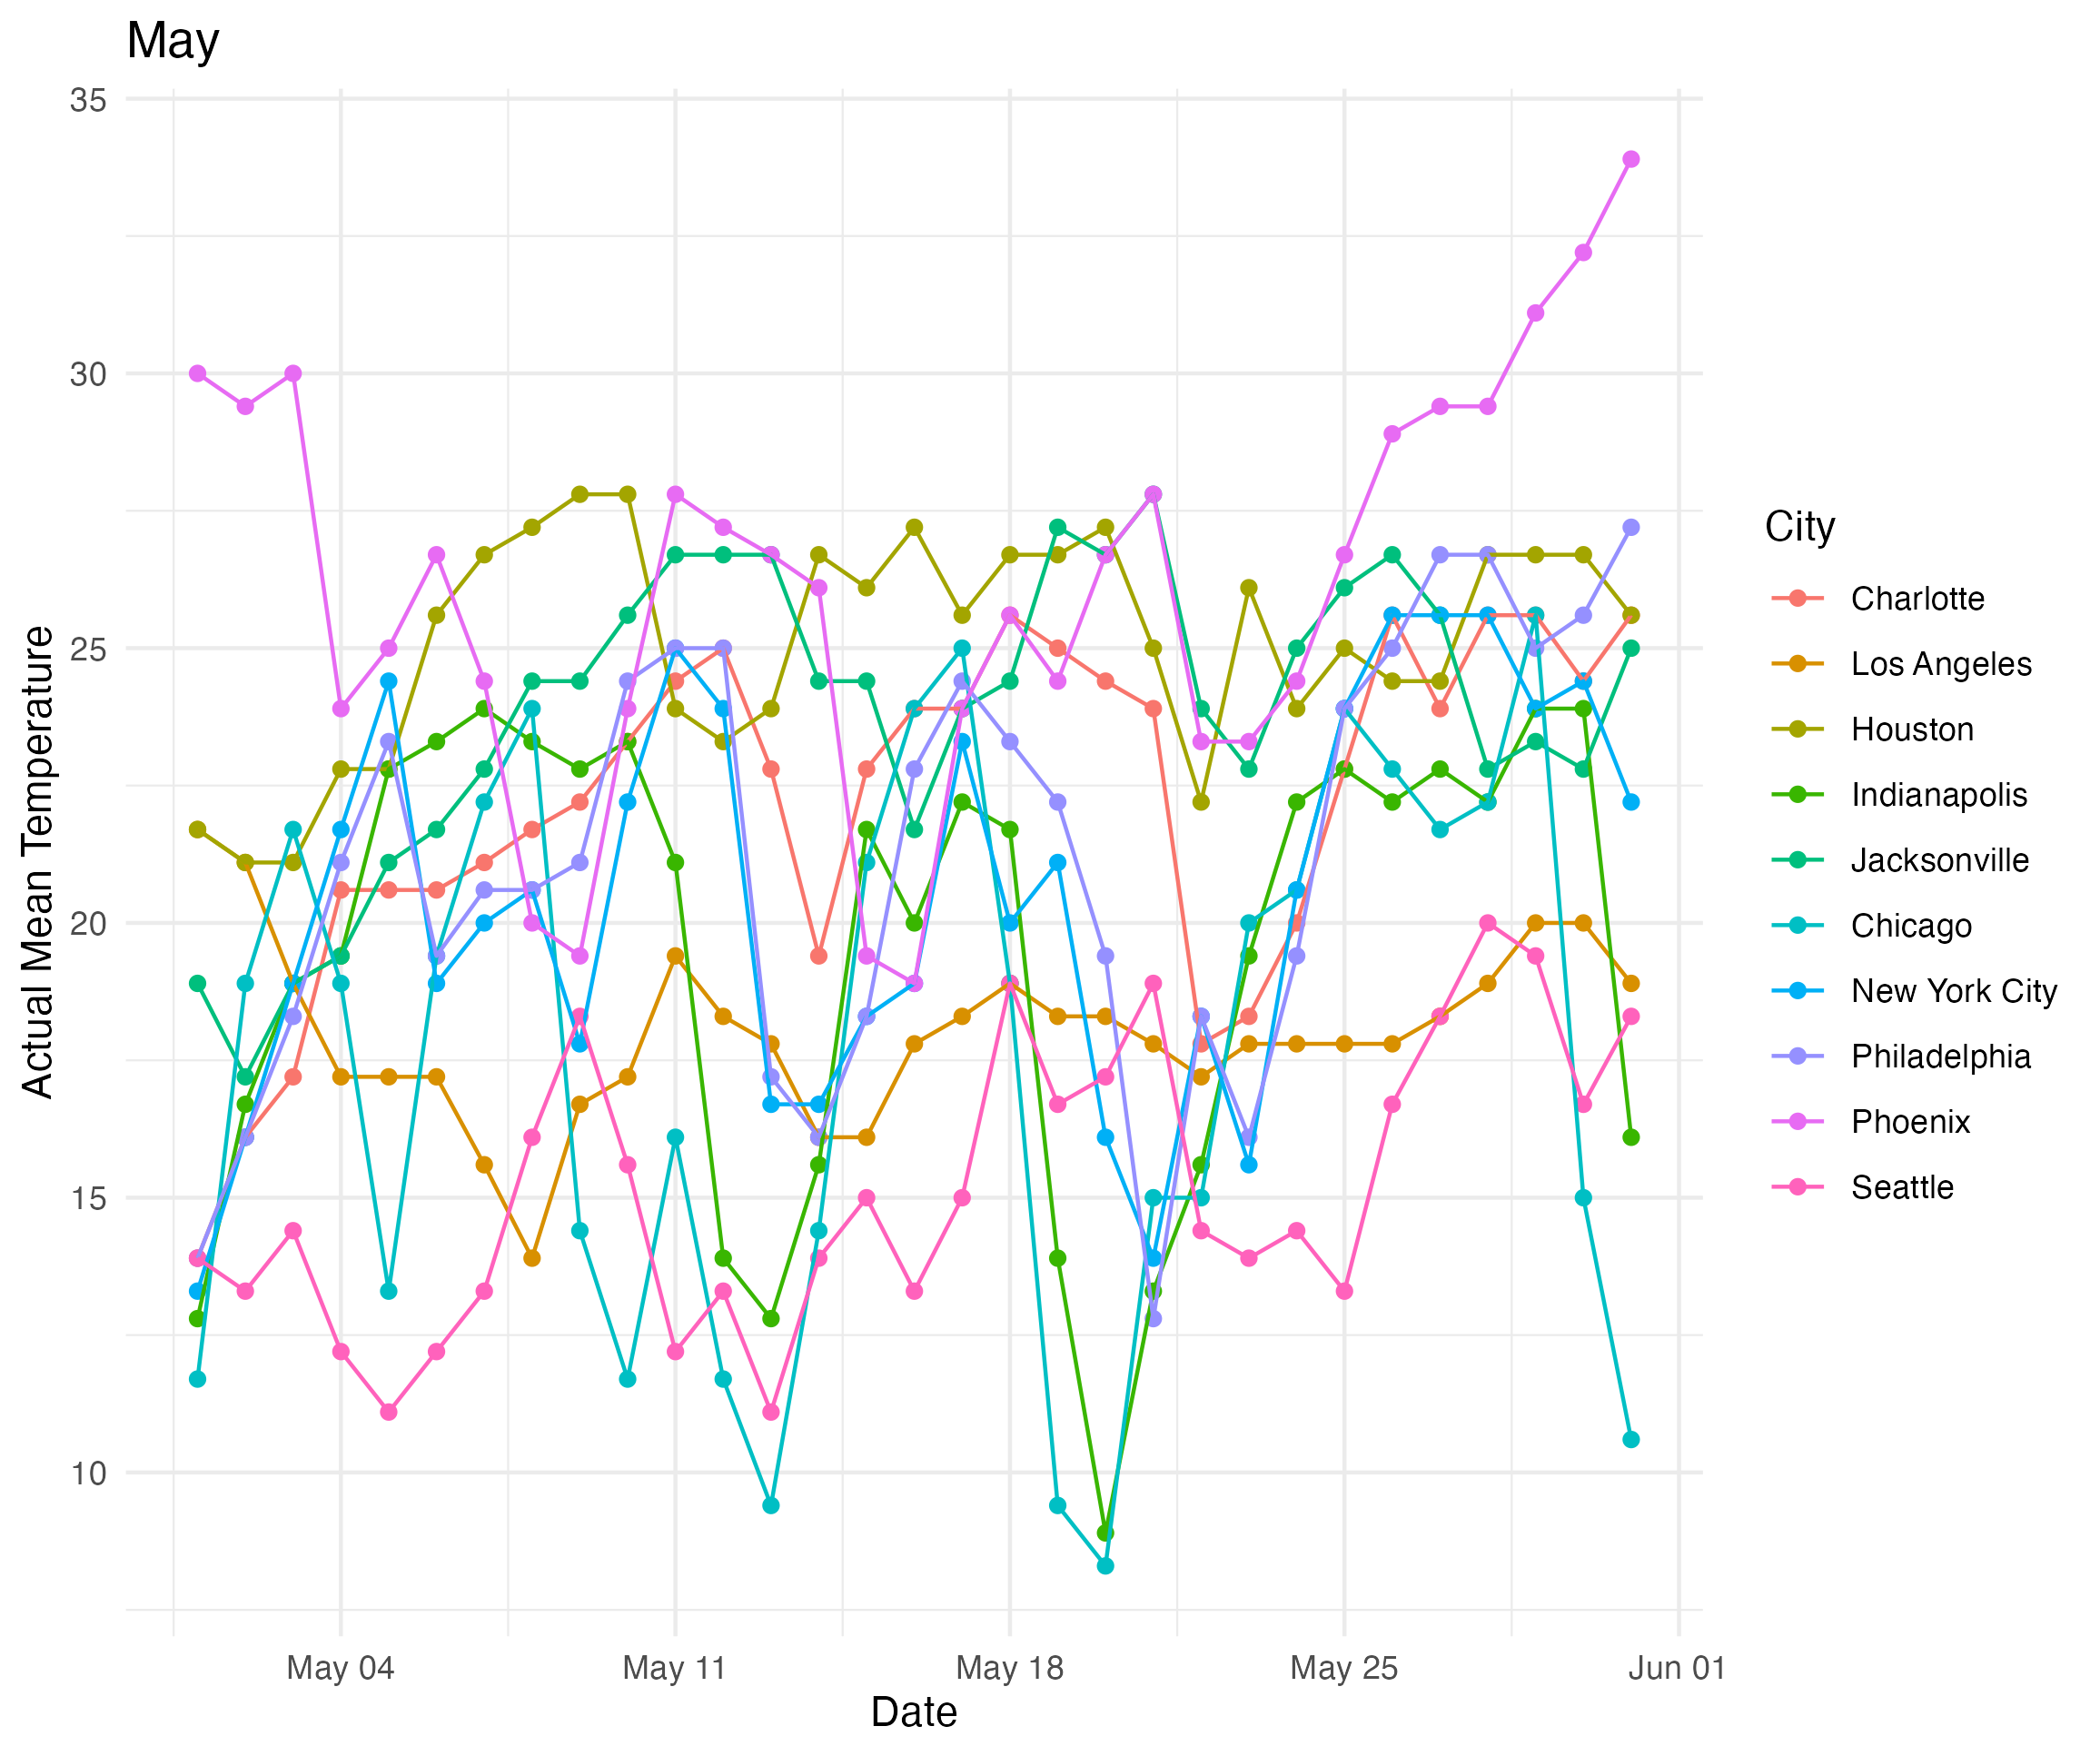 May
35
30
25
20
15
10
Actual Mean Temperature
May 04 May 11 May 18 May 25 Jun 01
Date
City
Charlotte
Los Angeles
Houston
Indianapolis
Jacksonville
Chicago
New York City
Philadelphia
Phoenix
Seattle